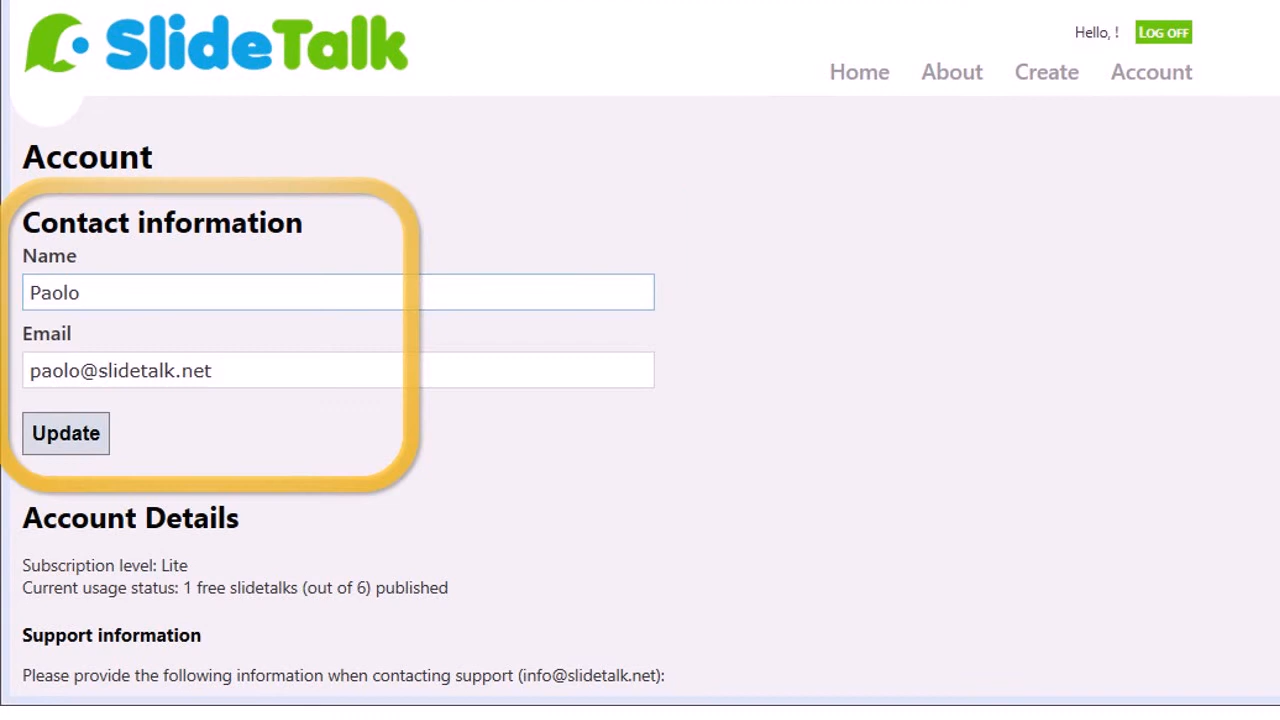 SlideTalk
Hello, !
LOG OFF
Home
About
Create
Account
Account
Contact information
Name
Paolo
Email
paolo@slidetalk.net
Update
Account Details
Subscription level: Lite
Current usage status: 1 free slidetalks (out of 6) published
Support information
Please provide the following information when contacting support (info@slidetalk.net):